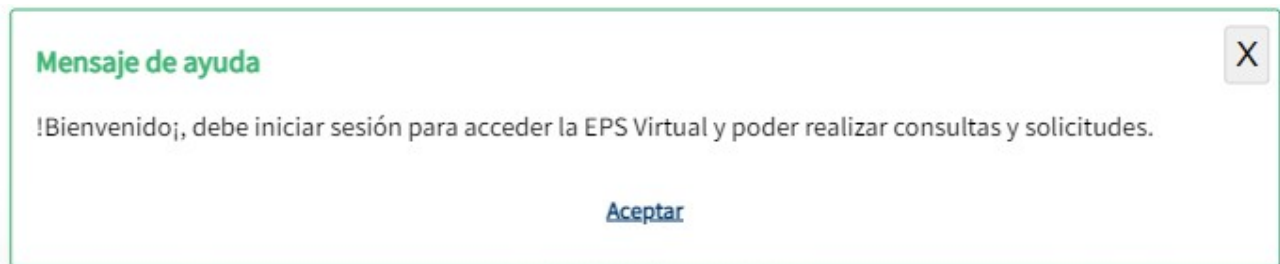 Mensaje de ayuda
X
!Bienvenido¡, debe iniciar sesión para acceder la EPS Virtual y poder realizar consultas y solicitudes.
Aceptar